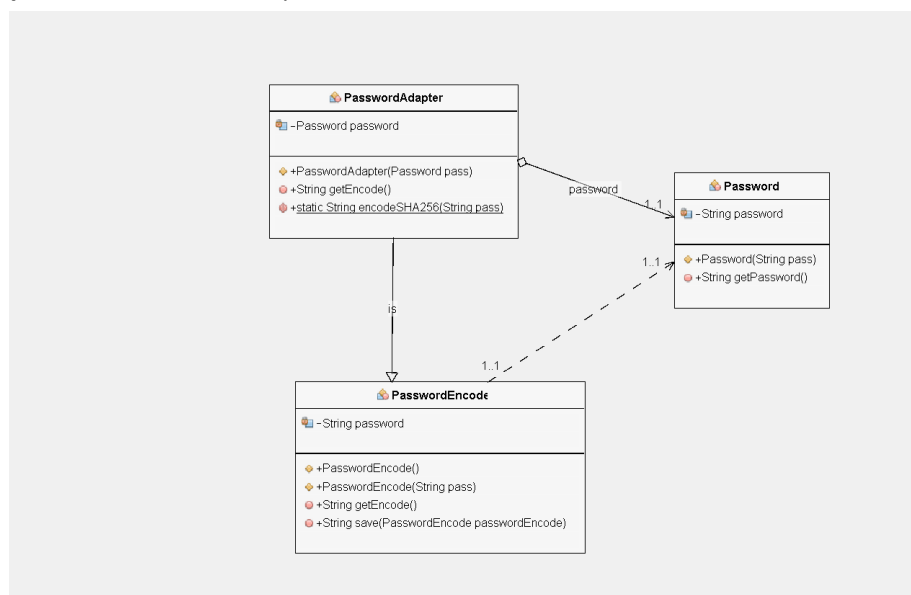 PasswordAdapter
-Password password
+PasswordAdapter(Password pass)
+String getEncode()
+static String encodeSHA256(String pass)
password
1..1
Password
-String password
+Password(String pass)
+String getPassword()
1..1
is
1..1
PasswordEncode
-String password
+PasswordEncode()
+PasswordEncode(String pass)
+String getEncode()
+String save(PasswordEncode passwordEncode)